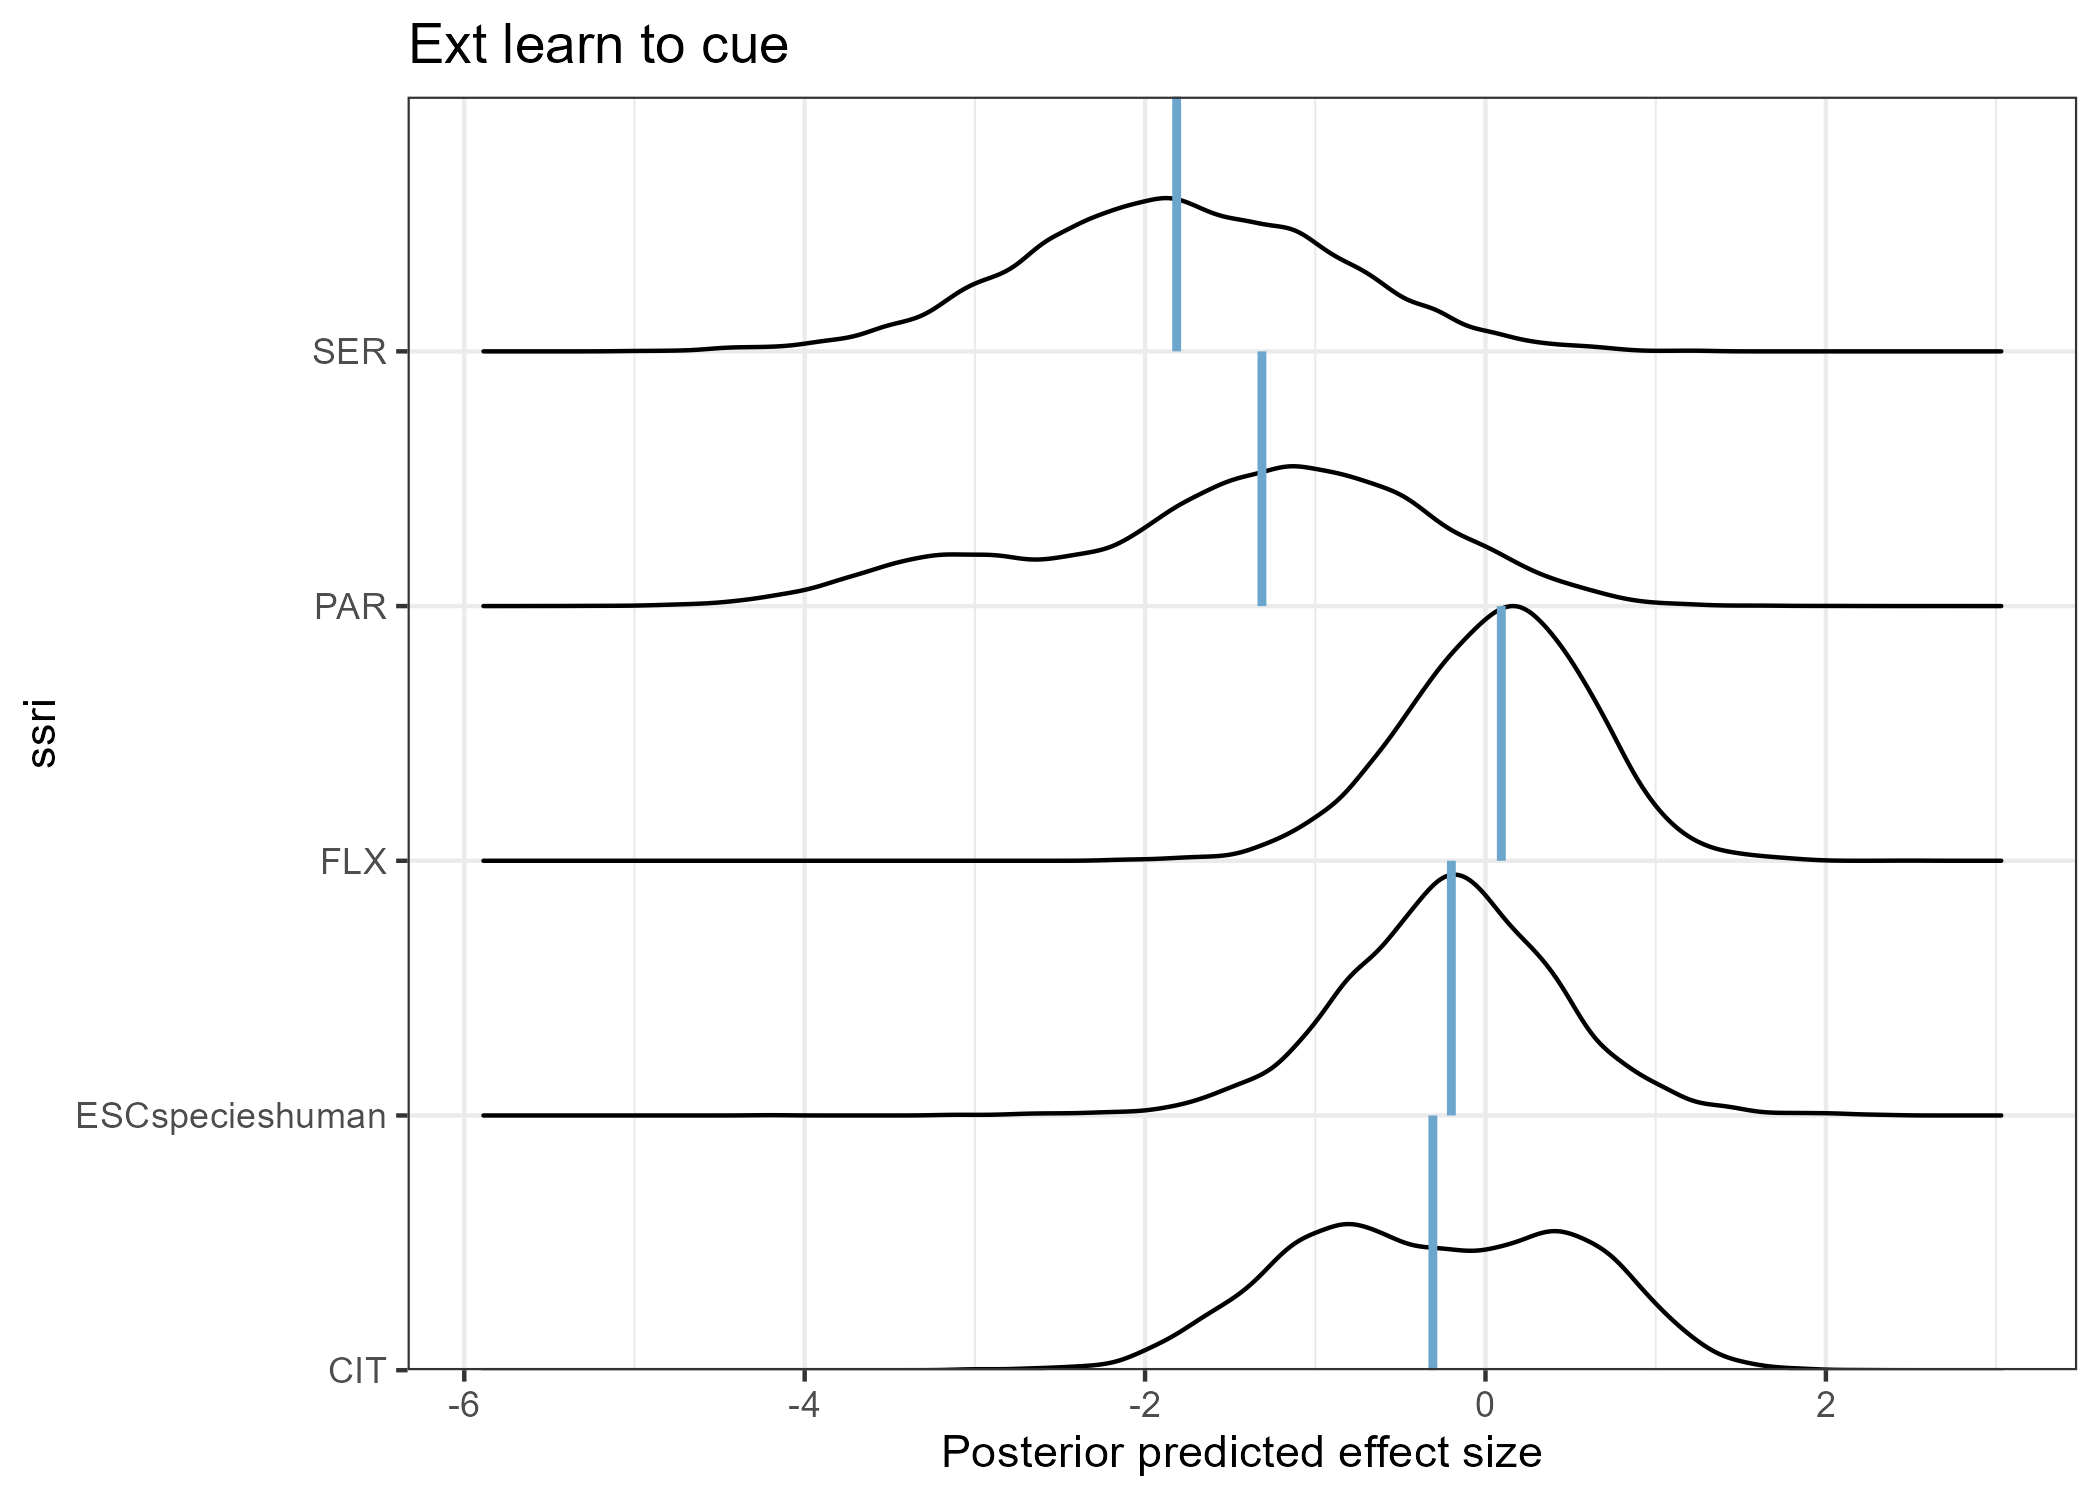 Ext learn to cue
ssri
SER
PAR
FLX
ESCspecieshuman
CIT
-6 -4 -2 0 2
Posterior predicted effect size